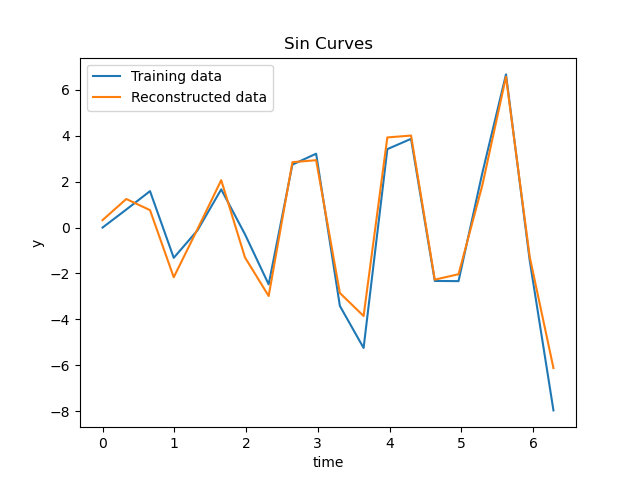 Sin Curves
Training data
Reconstructed data
6
4
2
0
−2
−4
−6
−8
y
0 1 2 3 4 5 6
time